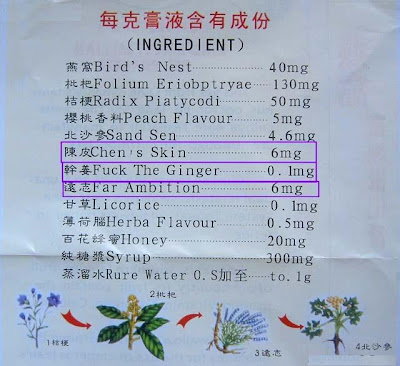 每克膏液含有成份
(INGREDIENT)
燕窩Bird's Nest 40mg
枇杷Folium Eriobptryae 130mg
桔梗Radix Piatycodi 50mg
櫻桃香料Peach Flavour 5mg
北沙參Sand Sen 4.6mg
陳皮Chen's Skin 6mg
幹姜Fuck The Ginger 0.1mg
遠志Far Ambition 6mg
甘草Licorice 0.1mg
薄荷腦Herba Flavour 0.5mg
百花蜂蜜Honey 20mg
純糖漿Syrup 300mg
蒸溜水Rure Water O.S加至 to.1g
2枇杷
1桔梗
3遠志
4北沙參